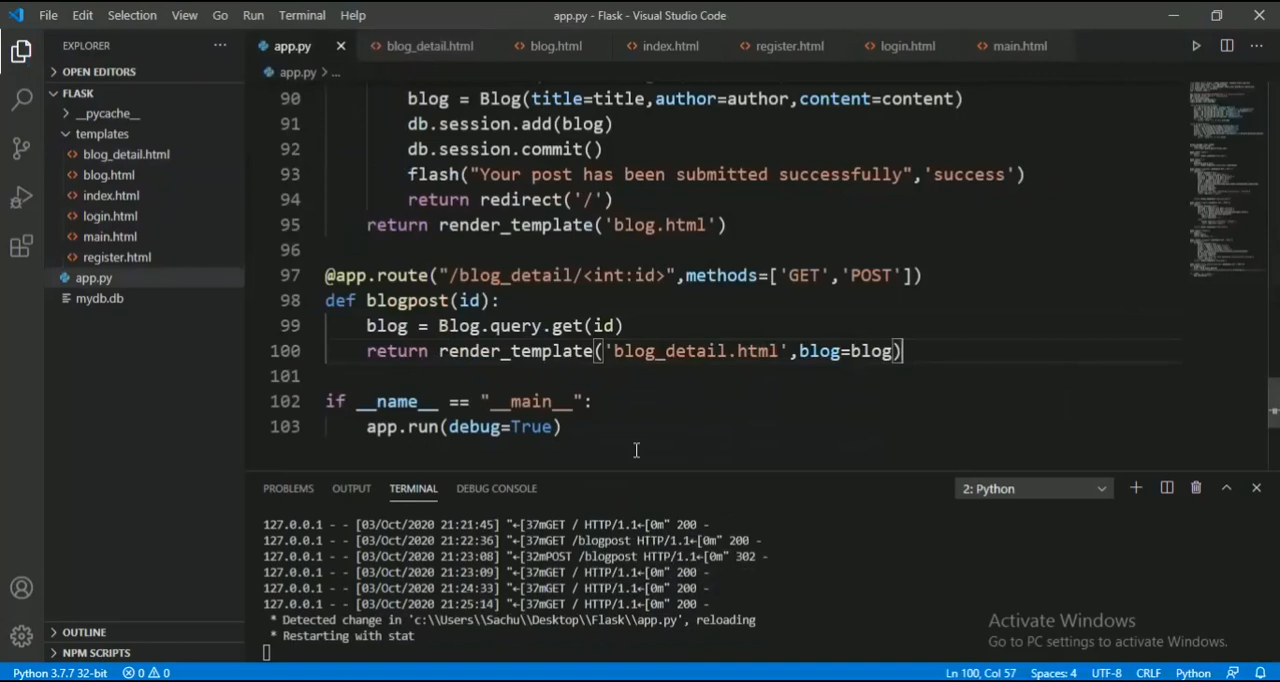 File Edit Selection View Go Run Terminal Help app.py - Flask - Visual Studio Code
EXPLORER
OPEN EDITORS
FLASK
__pycache__
templates
blog_detail.html
blog.html
index.html
login.html
main.html
register.html
app.py
mydb.db
OUTLINE
NPM SCRIPTS
app.py blog_detail.html blog.html index.html register.html login.html main.html
app.py > ...
90 blog = Blog(title=title,author=author,content=content)
91 db.session.add(blog)
92 db.session.commit()
93 flash("Your post has been submitted successfully",'success')
94 return redirect('/')
95 return render_template('blog.html')
96
97 @app.route("/blog_detail/<int:id>",methods=['GET','POST'])
98 def blogpost(id):
99 blog = Blog.query.get(id)
100 return render_template('blog_detail.html',blog=blog)
101
102 if __name__ == "__main__":
103 app.run(debug=True)
PROBLEMS OUTPUT TERMINAL DEBUG CONSOLE 2: Python
127.0.0.1 - - [03/Oct/2020 21:21:45] "←[37mGET / HTTP/1.1←[0m" 200 -
127.0.0.1 - - [03/Oct/2020 21:22:36] "←[37mGET /blogpost HTTP/1.1←[0m" 200 -
127.0.0.1 - - [03/Oct/2020 21:23:08] "←[32mPOST /blogpost HTTP/1.1←[0m" 302 -
127.0.0.1 - - [03/Oct/2020 21:23:09] "←[37mGET / HTTP/1.1←[0m" 200 -
127.0.0.1 - - [03/Oct/2020 21:24:33] "←[37mGET / HTTP/1.1←[0m" 200 -
127.0.0.1 - - [03/Oct/2020 21:25:14] "←[37mGET / HTTP/1.1←[0m" 200 -
* Detected change in 'c:\\Users\\Sachu\\Desktop\\Flask\\app.py', reloading
* Restarting with stat
Activate Windows
Go to PC settings to activate Windows.
Python 3.7.7 32-bit 0 0 Ln 100, Col 57 Spaces: 4 UTF-8 CRLF Python